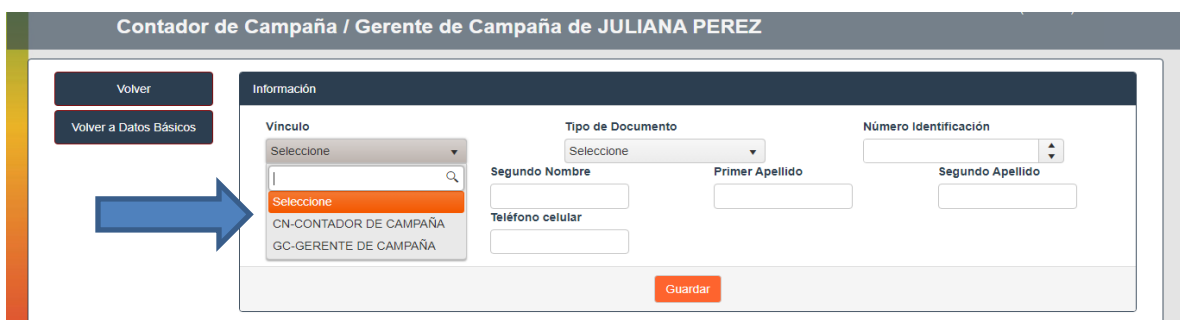 Contador de Campaña / Gerente de Campaña de JULIANA PEREZ
Volver
Volver a Datos Básicos
Información
Vínculo
Tipo de Documento
Número Identificación
Seleccione
Seleccione
Segundo Nombre
Primer Apellido
Segundo Apellido
Seleccione
Teléfono celular
CN-CONTADOR DE CAMPAÑA
GC-GERENTE DE CAMPAÑA
Guardar